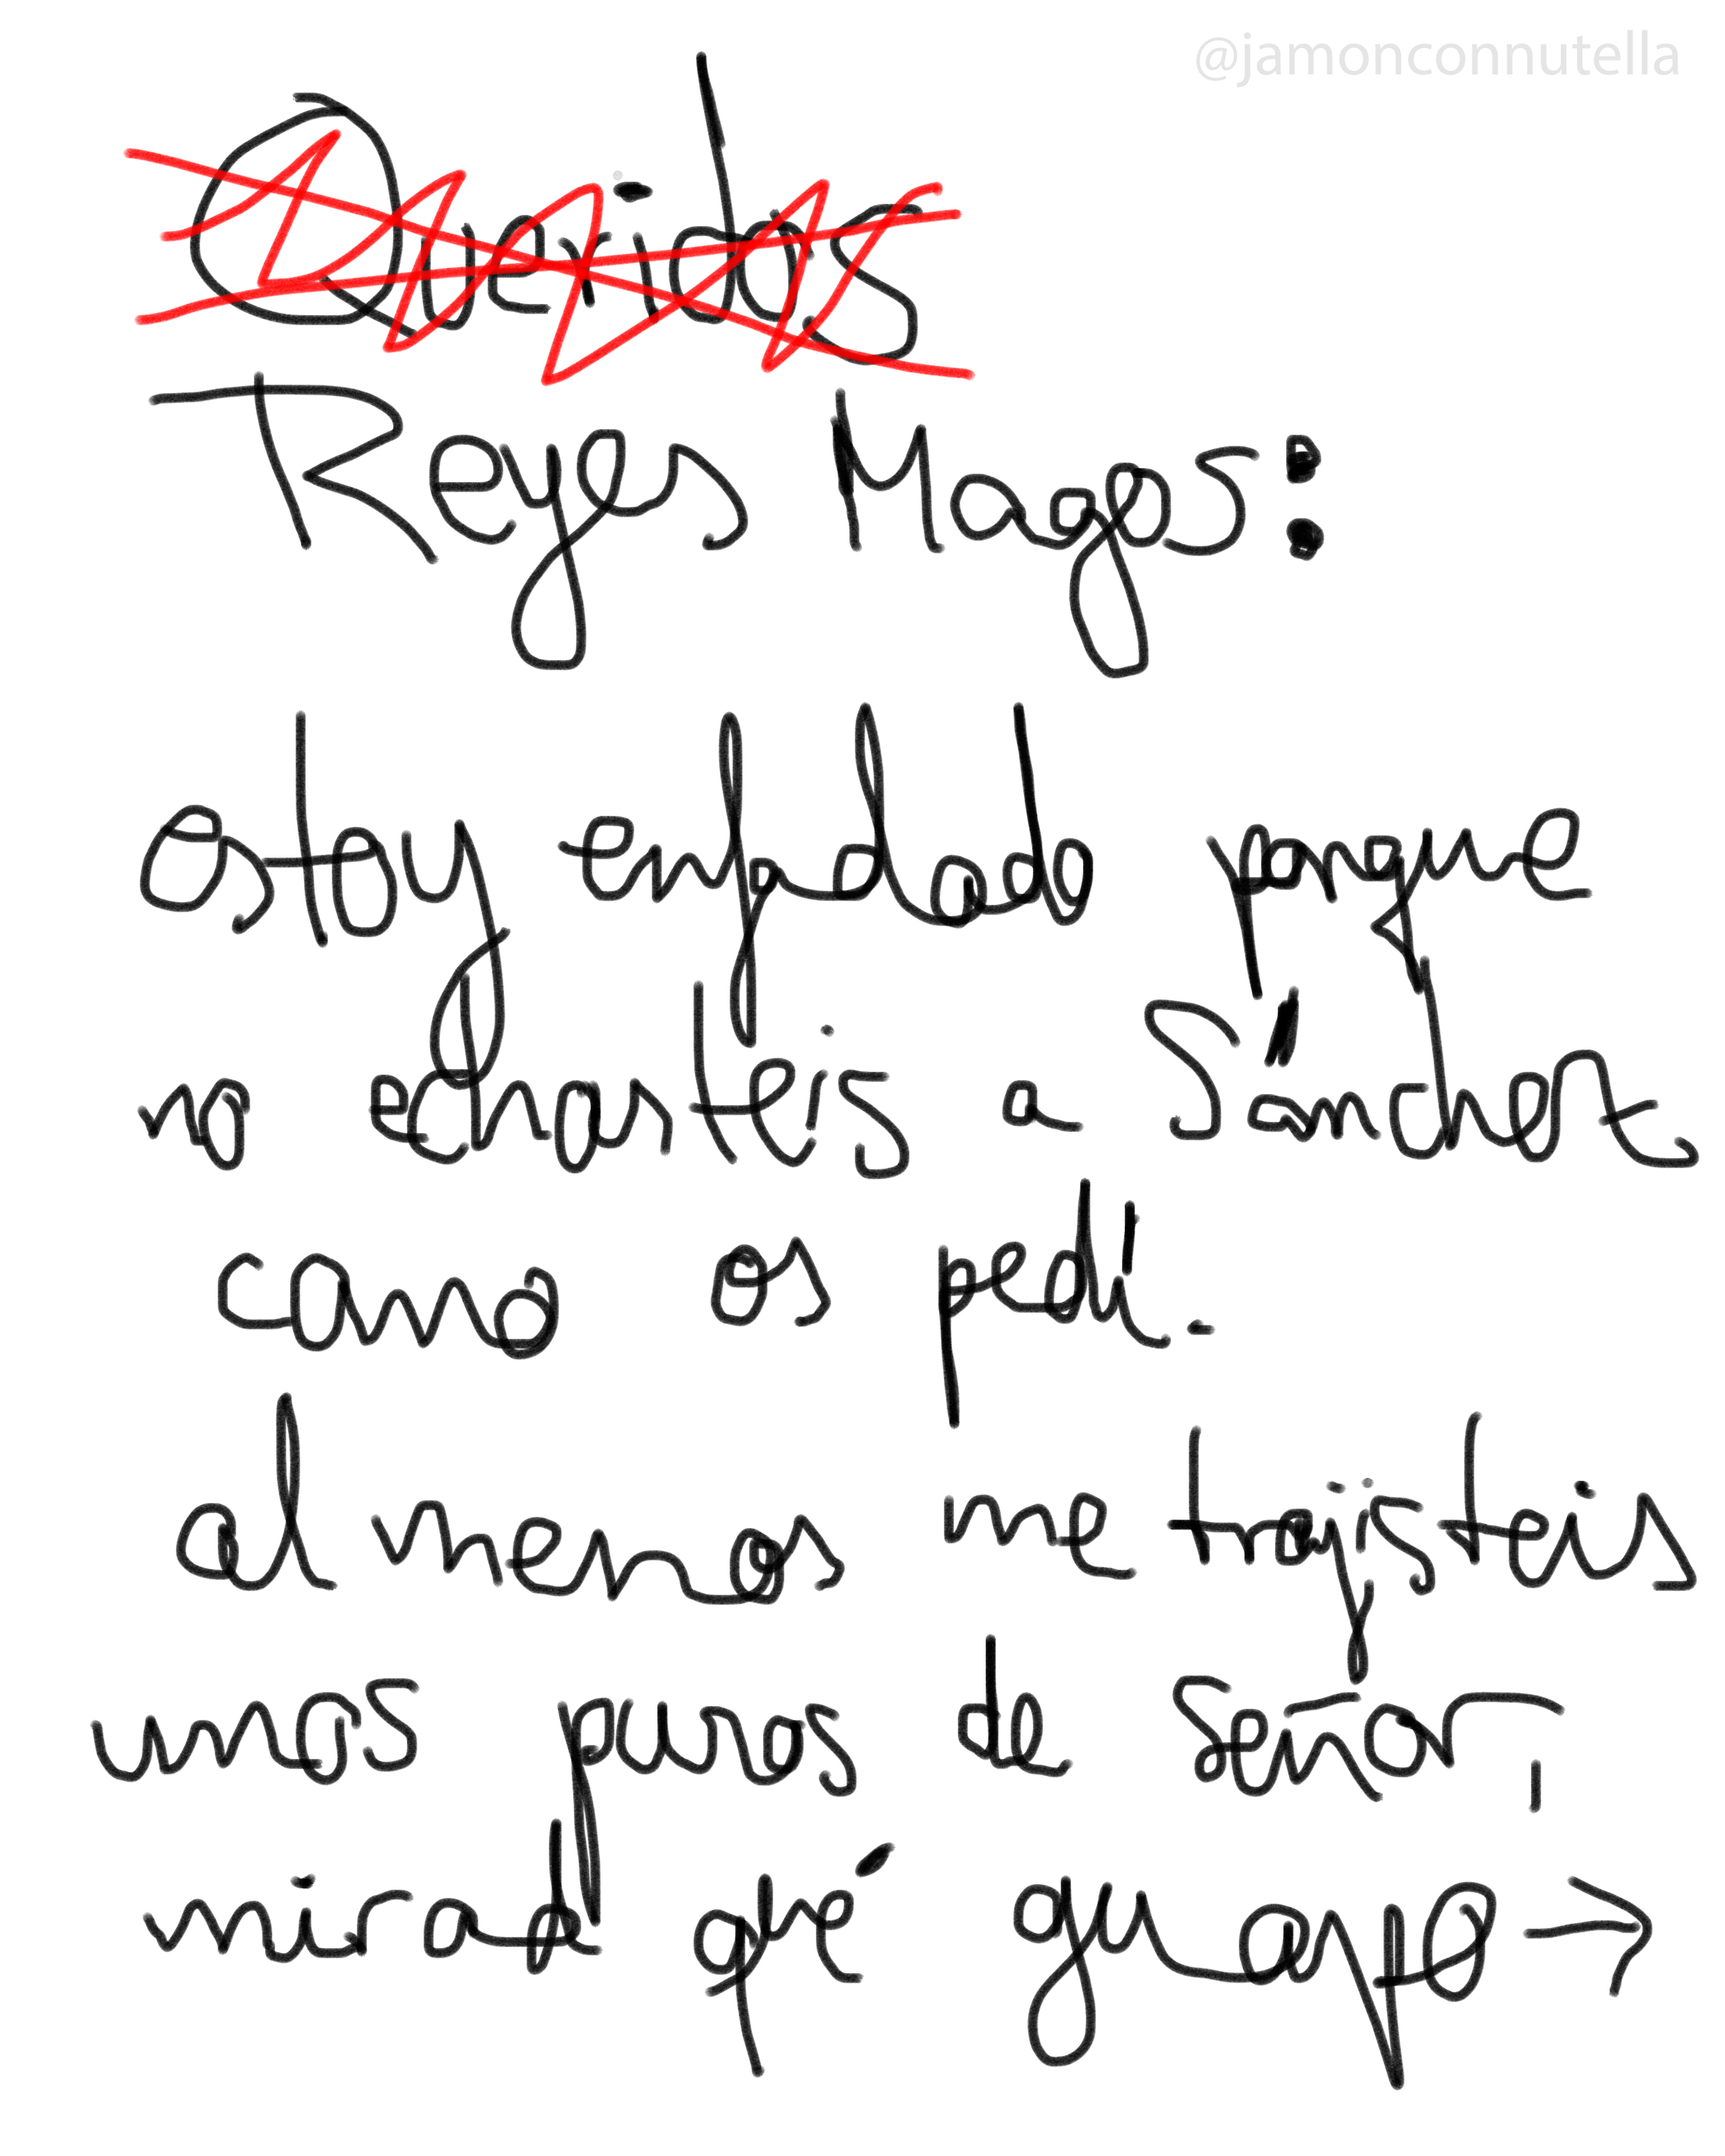 @jamonconnutella
Queridos
Reyes Magos:
estoy enfadado porque
no echasteis a Sánchez
como os pedí.
al menos me trajisteis
unos puros de señor,
mirad qué guapo →